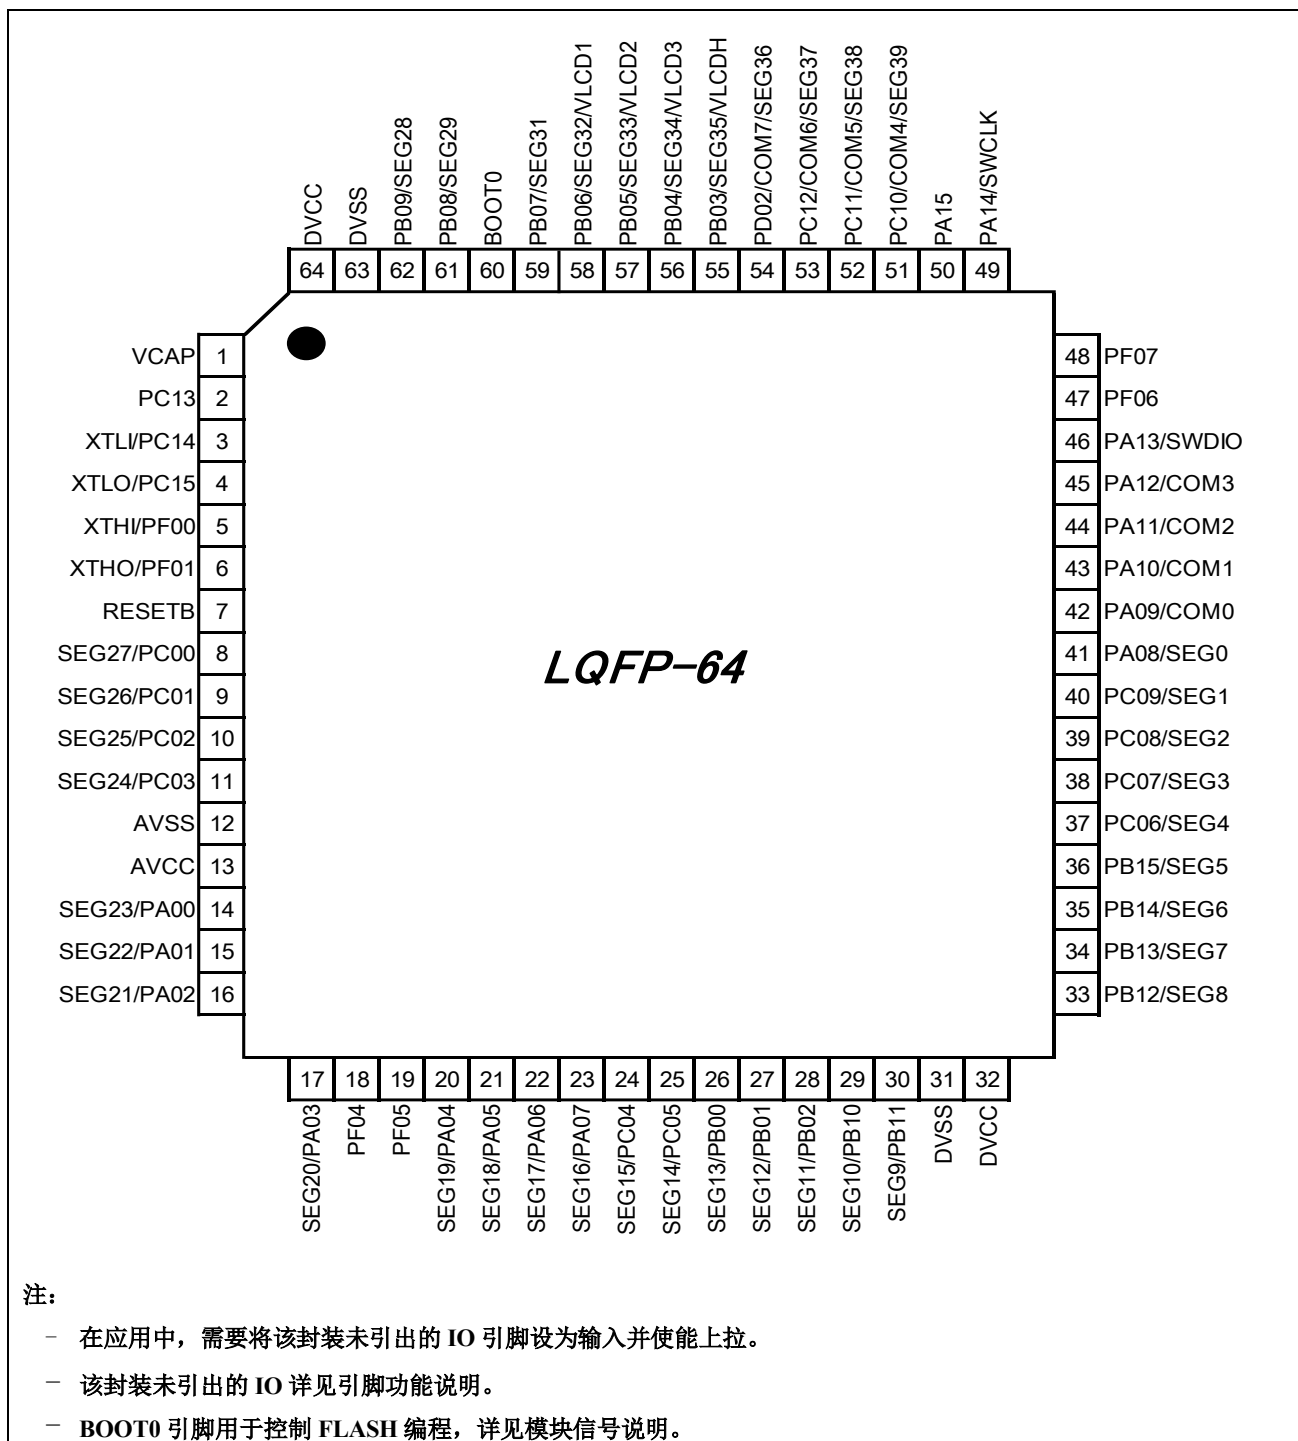 DVCC
DVSS
PB09/SEG28
PB08/SEG29
BOOT0
PB07/SEG31
PB06/SEG32/VLCD1
PB05/SEG33/VLCD2
PB04/SEG34/VLCD3
PB03/SEG35/VLCDH
PD02/COM7/SEG36
PC12/COM6/SEG37
PC11/COM5/SEG38
PC10/COM4/SEG39
PA15
PA14/SWCLK
64 63 62 61 60 59 58 57 56 55 54 53 52 51 50 49
VCAP 1
PC13 2
XTLI/PC14 3
XTLO/PC15 4
XTHI/PF00 5
XTHO/PF01 6
RESETB 7
SEG27/PC00 8
SEG26/PC01 9
SEG25/PC02 10
SEG24/PC03 11
AVSS 12
AVCC 13
SEG23/PA00 14
SEG22/PA01 15
SEG21/PA02 16
LQFP-64
48 PF07
47 PF06
46 PA13/SWDIO
45 PA12/COM3
44 PA11/COM2
43 PA10/COM1
42 PA09/COM0
41 PA08/SEG0
40 PC09/SEG1
39 PC08/SEG2
38 PC07/SEG3
37 PC06/SEG4
36 PB15/SEG5
35 PB14/SEG6
34 PB13/SEG7
33 PB12/SEG8
17 18 19 20 21 22 23 24 25 26 27 28 29 30 31 32
SEG20/PA03
PF04
PF05
SEG19/PA04
SEG18/PA05
SEG17/PA06
SEG16/PA07
SEG15/PC04
SEG14/PC05
SEG13/PB00
SEG12/PB01
SEG11/PB02
SEG10/PB10
SEG9/PB11
DVSS
DVCC
注：
－ 在应用中，需要将该封装未引出的 IO 引脚设为输入并使能上拉。
－ 该封装未引出的 IO 详见引脚功能说明。
－ BOOT0 引脚用于控制 FLASH 编程，详见模块信号说明。